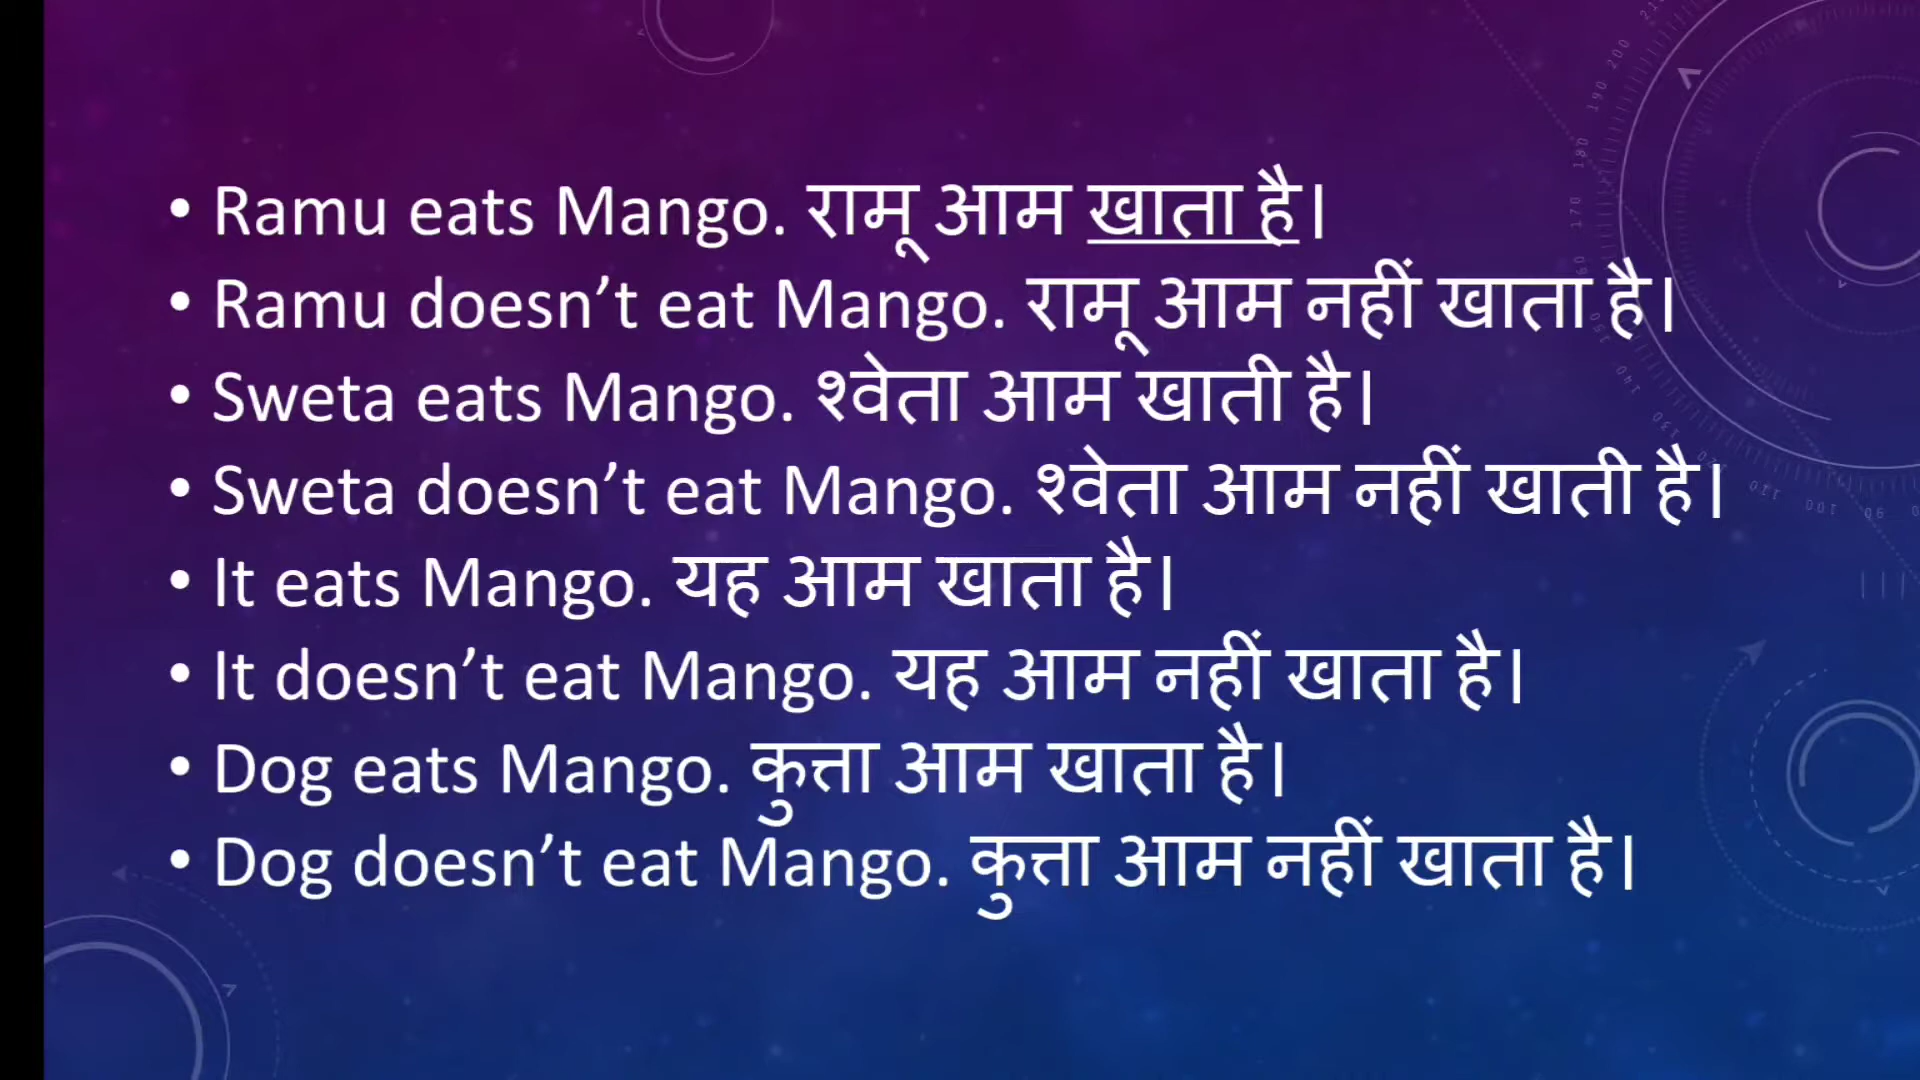 • Ramu eats Mango. रामू आम खाता है।
• Ramu doesn’t eat Mango. रामू आम नहीं खाता है।
• Sweta eats Mango. श्वेता आम खाती है।
• Sweta doesn’t eat Mango. श्वेता आम नहीं खाती है।
• It eats Mango. यह आम खाता है।
• It doesn’t eat Mango. यह आम नहीं खाता है।
• Dog eats Mango. कुत्ता आम खाता है।
• Dog doesn’t eat Mango. कुत्ता आम नहीं खाता है।